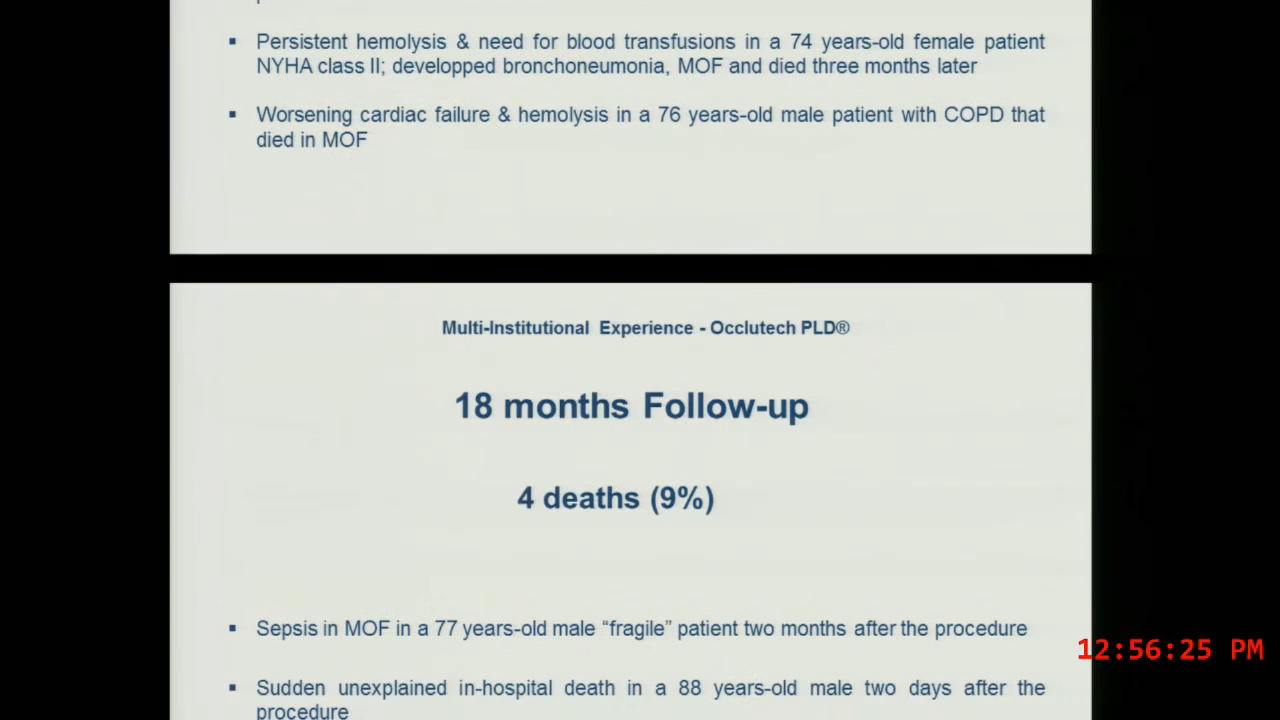 ▪ Persistent hemolysis & need for blood transfusions in a 74 years-old female patient
NYHA class II; developped bronchoneumonia, MOF and died three months later
▪ Worsening cardiac failure & hemolysis in a 76 years-old male patient with COPD that
died in MOF
Multi-Institutional Experience - Occlutech PLD®
18 months Follow-up
4 deaths (9%)
▪ Sepsis in MOF in a 77 years-old male “fragile” patient two months after the procedure
12:56:25 PM
▪ Sudden unexplained in-hospital death in a 88 years-old male two days after the
procedure